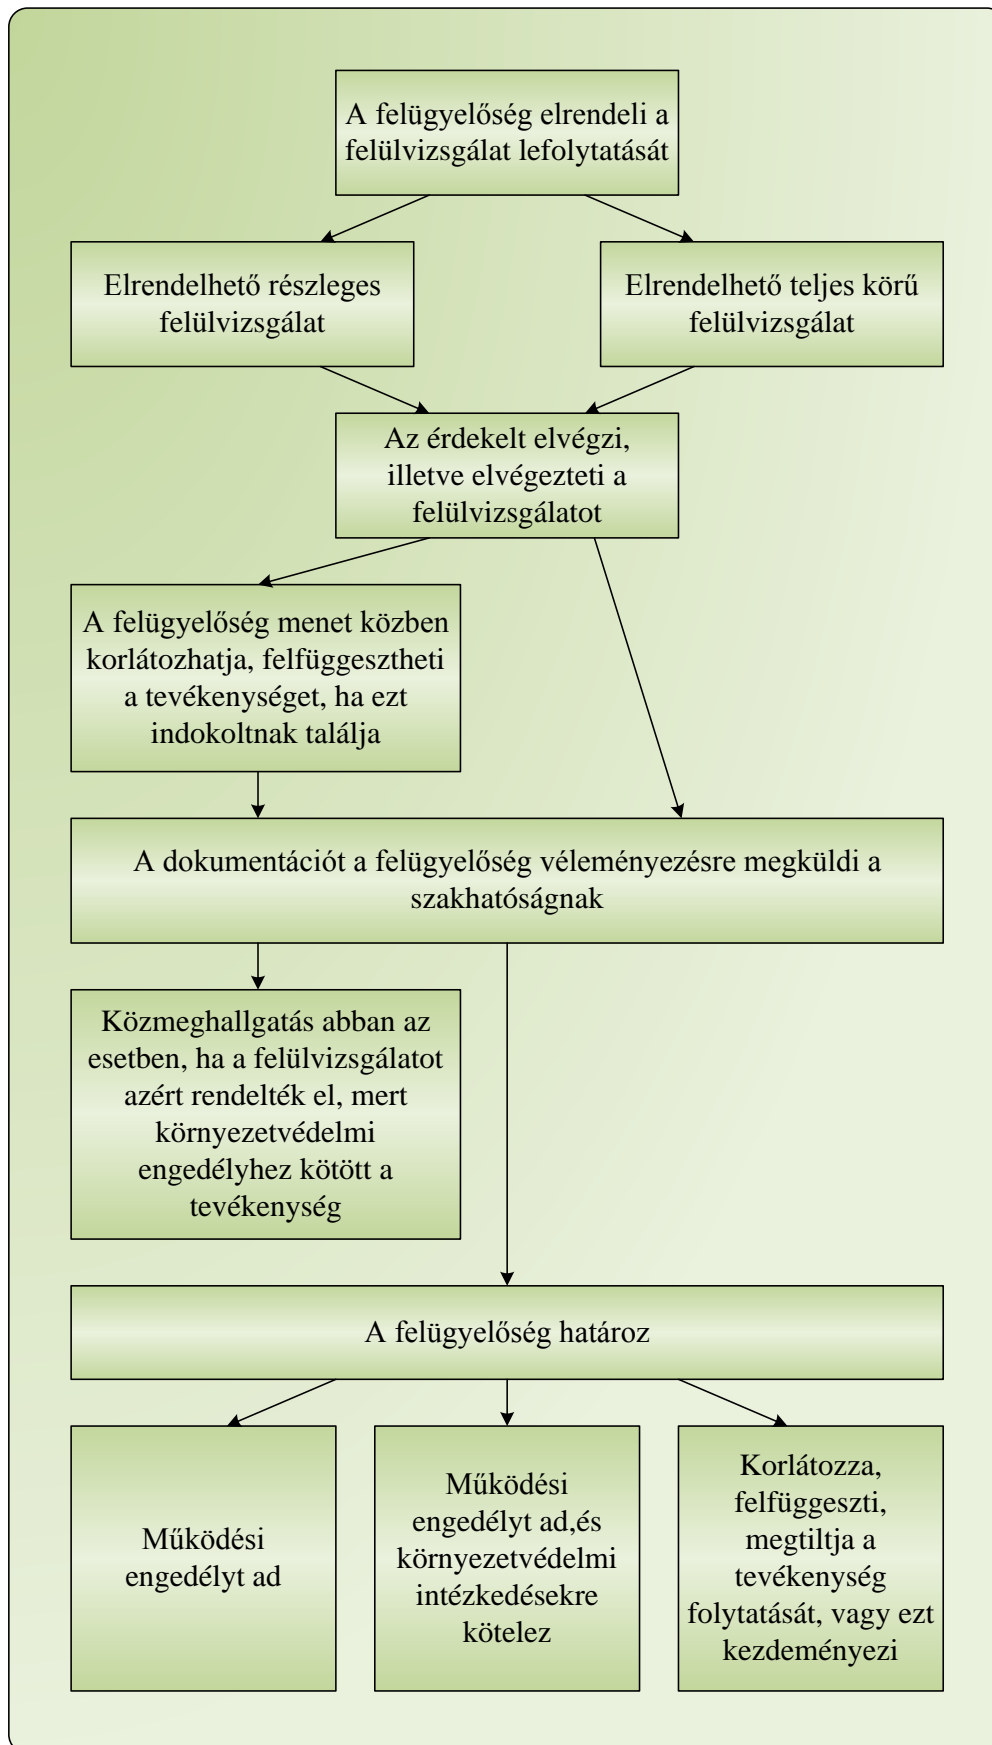 A felügyelőség elrendeli a
felülvizsgálat lefolytatását
Elrendelhető részleges
felülvizsgálat
Elrendelhető teljes körű
felülvizsgálat
Az érdekelt elvégzi,
illetve elvégezteti a
felülvizsgálatot
A felügyelőség menet közben
korlátozhatja, felfüggesztheti
a tevékenységet, ha ezt
indokoltnak találja
A dokumentációt a felügyelőség véleményezésre megküldi a
szakhatóságnak
Közmeghallgatás abban az
esetben, ha a felülvizsgálatot
azért rendelték el, mert
környezetvédelmi
engedélyhez kötött a
tevékenység
A felügyelőség határoz
Működési
engedélyt ad
Működési
engedélyt ad,és
környezetvédelmi
intézkedésekre
kötelez
Korlátozza,
felfüggeszti,
megtiltja a
tevékenység
folytatását, vagy ezt
kezdeményezi